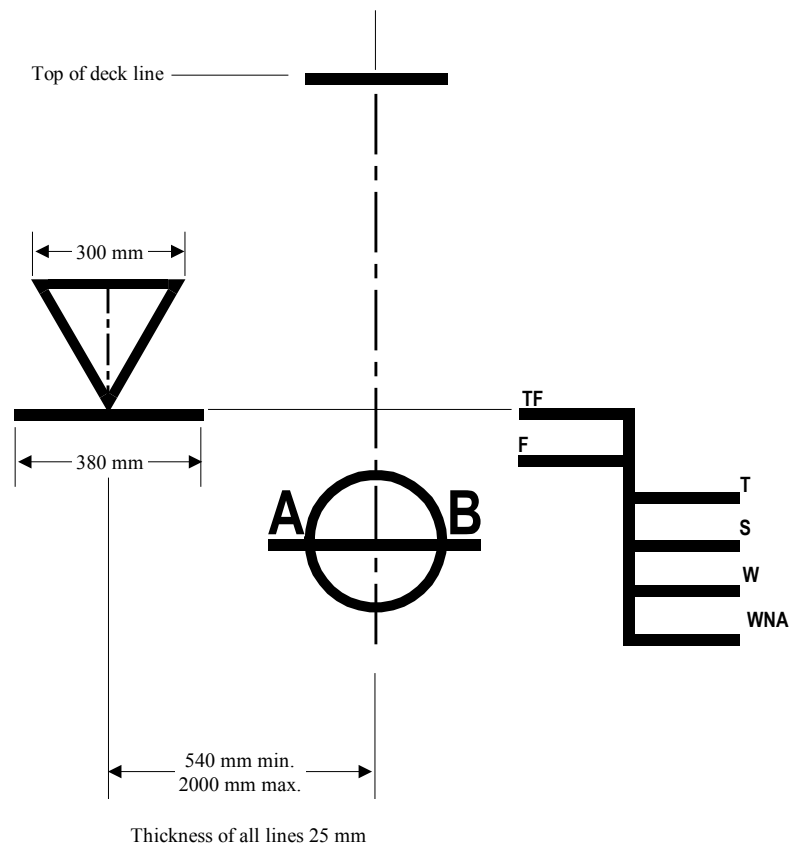 Top of deck line
300 mm
TF
F
380 mm
A B
T
S
W
WNA
540 mm min.
2000 mm max.
Thickness of all lines 25 mm